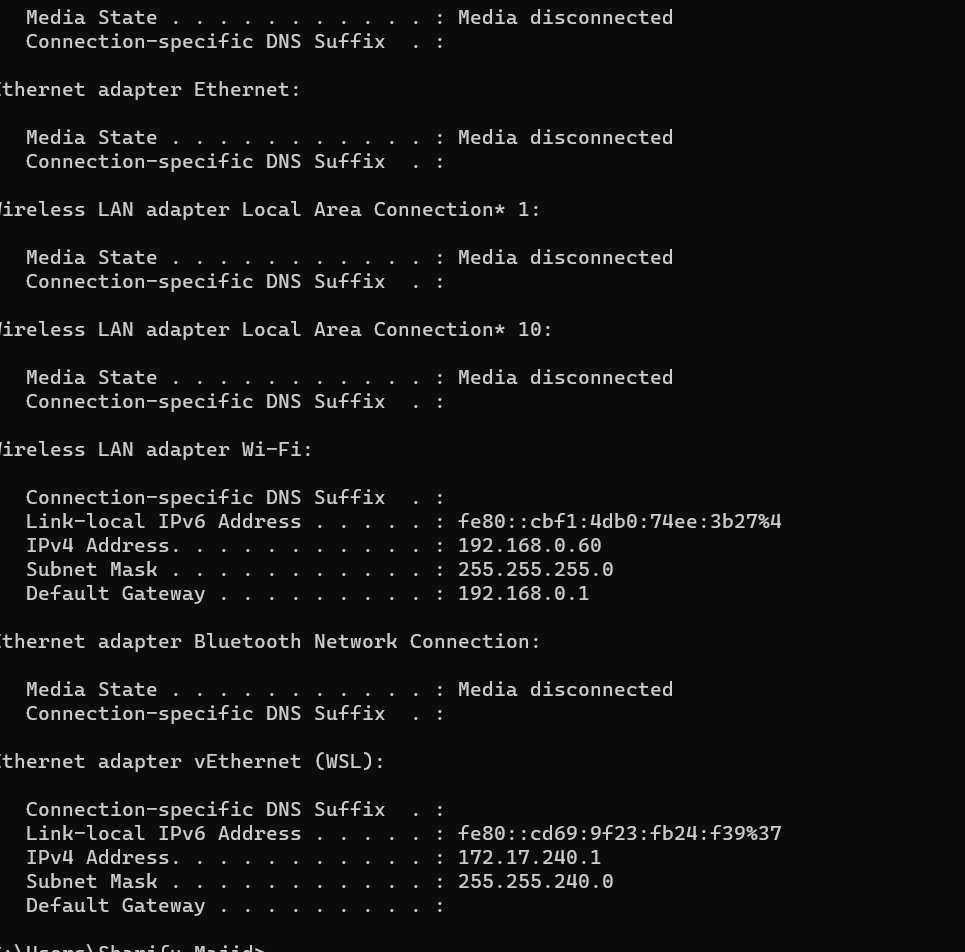 Media State . . . . . . . . . . . : Media disconnected
Connection-specific DNS Suffix  . :
thernet adapter Ethernet:
Media State . . . . . . . . . . . : Media disconnected
Connection-specific DNS Suffix  . :
ireless LAN adapter Local Area Connection* 1:
Media State . . . . . . . . . . . : Media disconnected
Connection-specific DNS Suffix  . :
ireless LAN adapter Local Area Connection* 10:
Media State . . . . . . . . . . . : Media disconnected
Connection-specific DNS Suffix  . :
ireless LAN adapter Wi-Fi:
Connection-specific DNS Suffix  . :
Link-local IPv6 Address . . . . . : fe80::cbf1:4db0:74ee:3b27%4
IPv4 Address. . . . . . . . . . . : 192.168.0.60
Subnet Mask . . . . . . . . . . . : 255.255.255.0
Default Gateway . . . . . . . . . : 192.168.0.1
thernet adapter Bluetooth Network Connection:
Media State . . . . . . . . . . . : Media disconnected
Connection-specific DNS Suffix  . :
thernet adapter vEthernet (WSL):
Connection-specific DNS Suffix  . :
Link-local IPv6 Address . . . . . : fe80::cd69:9f23:fb24:f39%37
IPv4 Address. . . . . . . . . . . : 172.17.240.1
Subnet Mask . . . . . . . . . . . : 255.255.240.0
Default Gateway . . . . . . . . . :